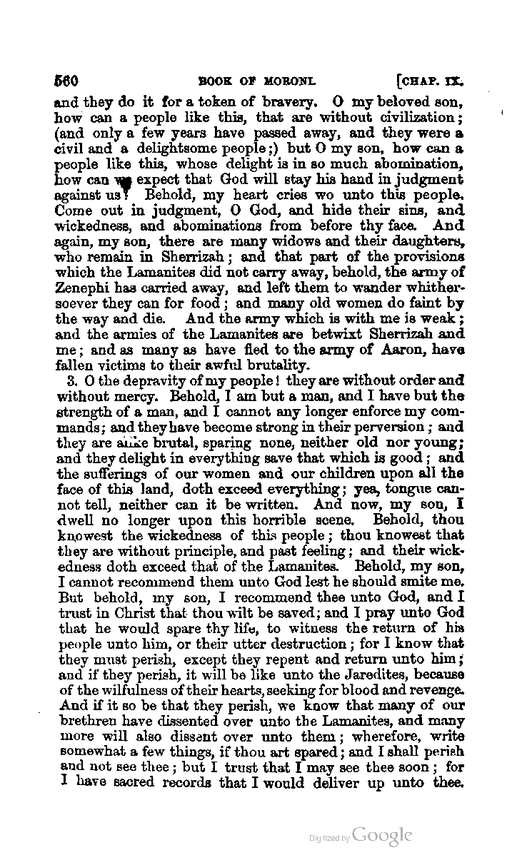 560 BOOK OF MORONI. [CHAP. IX.
and they do it for a token of bravery. O my beloved son,
how can a people like this, that are without civilization;
(and only a few years have passed away, and they were a
civil and a delightsome people;) but O my son, how can a
people like this, whose delight is in so much abomination,
how can we expect that God will stay his hand in judgment
against us? Behold, my heart cries wo unto this people.
Come out in judgment, O God, and hide their sins, and
wickedness, and abominations from before thy face. And
again, my son, there are many widows and their daughters,
who remain in Sherrizah; and that part of the provisions
which the Lamanites did not carry away, behold, the army of
Zenephi has carried away, and left them to wander whither-
soever they can for food; and many old women do faint by
the way and die. And the army which is with me is weak;
and the armies of the Lamanites are betwixt Sherrizah and
me; and as many as have fled to the army of Aaron, have
fallen victims to their awful brutality.
3. O the depravity of my people! they are without order and
without mercy. Behold, I am but a man, and I have but the
strength of a man, and I cannot any longer enforce my com-
mands; and they have become strong in their perversion; and
they are alike brutal, sparing none, neither old nor young;
and they delight in everything save that which is good; and
the sufferings of our women and our children upon all the
face of this land, doth exceed everything; yea, tongue can-
not tell, neither can it be written. And now, my son, I
dwell no longer upon this horrible scene. Behold, thou
knowest the wickedness of this people; thou knowest that
they are without principle, and past feeling; and their wick-
edness doth exceed that of the Lamanites. Behold, my son,
I cannot recommend them unto God lest he should smite me.
But behold, my son, I recommend thee unto God, and I
trust in Christ that thou wilt be saved; and I pray unto God
that he would spare thy life, to witness the return of his
people unto him, or their utter destruction; for I know that
they must perish, except they repent and return unto him;
and if they perish, it will be like unto the Jaredites, because
of the wilfulness of their hearts, seeking for blood and revenge.
And if it so be that they perish, we know that many of our
brethren have dissented over unto the Lamanites, and many
more will also dissent over unto them; wherefore, write
somewhat a few things, if thou art spared; and I shall perish
and not see thee; but I trust that I may see thee soon; for
I have sacred records that I would deliver up unto thee.
Digitized by Google